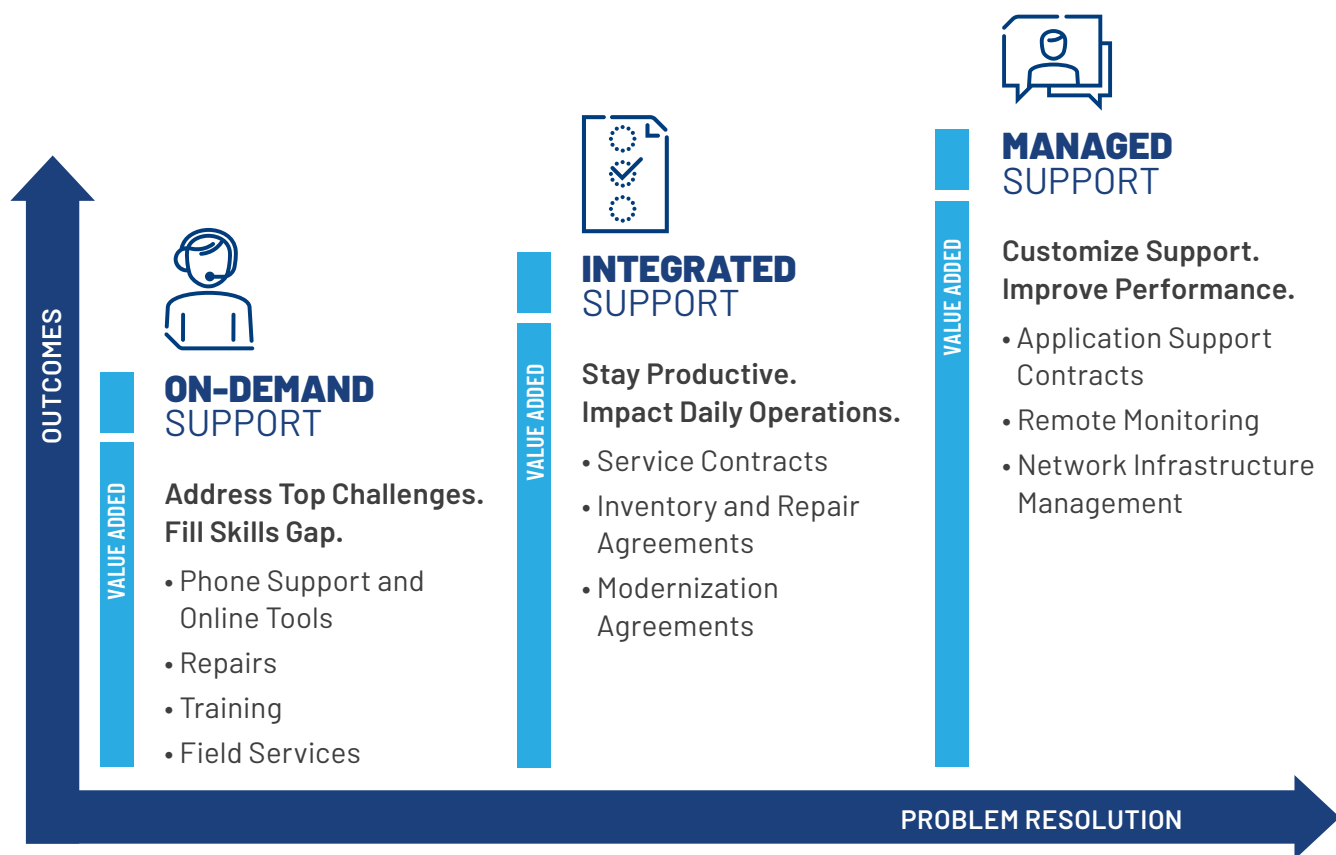 OUTCOMES
VALUE ADDED
ON-DEMAND
SUPPORT
Address Top Challenges.
Fill Skills Gap.
• Phone Support and
Online Tools
• Repairs
• Training
• Field Services
VALUE ADDED
INTEGRATED
SUPPORT
Stay Productive.
Impact Daily Operations.
• Service Contracts
• Inventory and Repair
Agreements
• Modernization
Agreements
VALUE ADDED
MANAGED
SUPPORT
Customize Support.
Improve Performance.
• Application Support
Contracts
• Remote Monitoring
• Network Infrastructure
Management
PROBLEM RESOLUTION